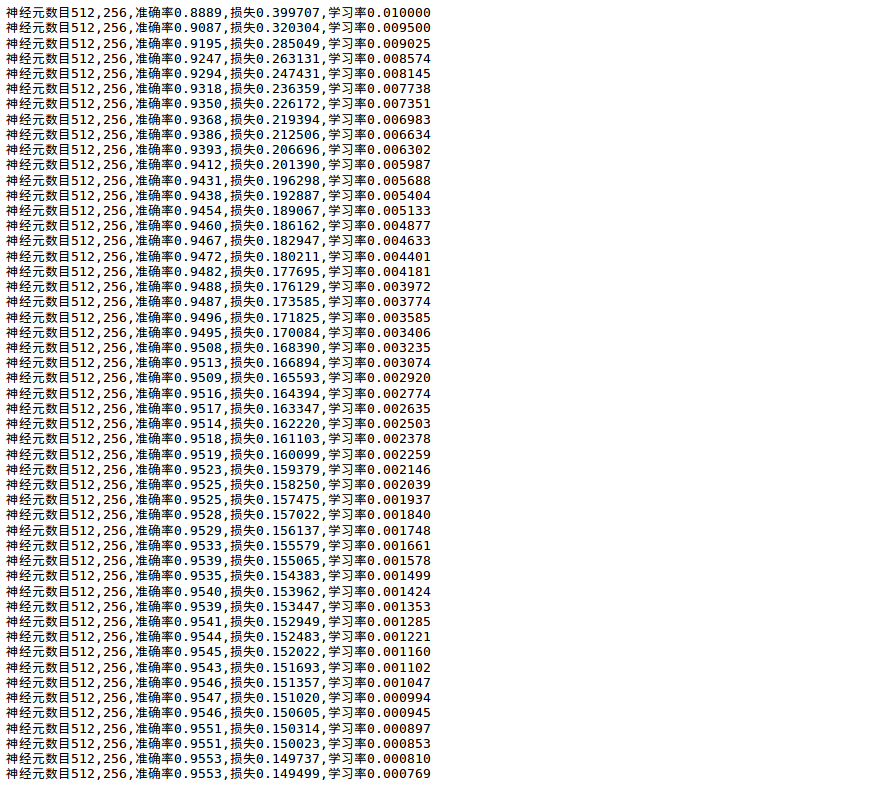 神经元数目512,256,准确率0.8889,损失0.399707,学习率0.010000
神经元数目512,256,准确率0.9087,损失0.320304,学习率0.009500
神经元数目512,256,准确率0.9195,损失0.285049,学习率0.009025
神经元数目512,256,准确率0.9247,损失0.263131,学习率0.008574
神经元数目512,256,准确率0.9294,损失0.247431,学习率0.008145
神经元数目512,256,准确率0.9318,损失0.236359,学习率0.007738
神经元数目512,256,准确率0.9350,损失0.226172,学习率0.007351
神经元数目512,256,准确率0.9368,损失0.219394,学习率0.006983
神经元数目512,256,准确率0.9386,损失0.212506,学习率0.006634
神经元数目512,256,准确率0.9393,损失0.206696,学习率0.006302
神经元数目512,256,准确率0.9412,损失0.201390,学习率0.005987
神经元数目512,256,准确率0.9431,损失0.196298,学习率0.005688
神经元数目512,256,准确率0.9438,损失0.192887,学习率0.005404
神经元数目512,256,准确率0.9454,损失0.189067,学习率0.005133
神经元数目512,256,准确率0.9460,损失0.186162,学习率0.004877
神经元数目512,256,准确率0.9467,损失0.182947,学习率0.004633
神经元数目512,256,准确率0.9472,损失0.180211,学习率0.004401
神经元数目512,256,准确率0.9482,损失0.177695,学习率0.004181
神经元数目512,256,准确率0.9488,损失0.176129,学习率0.003972
神经元数目512,256,准确率0.9487,损失0.173585,学习率0.003774
神经元数目512,256,准确率0.9496,损失0.171825,学习率0.003585
神经元数目512,256,准确率0.9495,损失0.170084,学习率0.003406
神经元数目512,256,准确率0.9508,损失0.168390,学习率0.003235
神经元数目512,256,准确率0.9513,损失0.166894,学习率0.003074
神经元数目512,256,准确率0.9509,损失0.165593,学习率0.002920
神经元数目512,256,准确率0.9516,损失0.164394,学习率0.002774
神经元数目512,256,准确率0.9517,损失0.163347,学习率0.002635
神经元数目512,256,准确率0.9514,损失0.162220,学习率0.002503
神经元数目512,256,准确率0.9518,损失0.161103,学习率0.002378
神经元数目512,256,准确率0.9519,损失0.160099,学习率0.002259
神经元数目512,256,准确率0.9523,损失0.159379,学习率0.002146
神经元数目512,256,准确率0.9525,损失0.158250,学习率0.002039
神经元数目512,256,准确率0.9525,损失0.157475,学习率0.001937
神经元数目512,256,准确率0.9528,损失0.157022,学习率0.001840
神经元数目512,256,准确率0.9529,损失0.156137,学习率0.001748
神经元数目512,256,准确率0.9533,损失0.155579,学习率0.001661
神经元数目512,256,准确率0.9539,损失0.155065,学习率0.001578
神经元数目512,256,准确率0.9535,损失0.154383,学习率0.001499
神经元数目512,256,准确率0.9540,损失0.153962,学习率0.001424
神经元数目512,256,准确率0.9539,损失0.153447,学习率0.001353
神经元数目512,256,准确率0.9541,损失0.152949,学习率0.001285
神经元数目512,256,准确率0.9544,损失0.152483,学习率0.001221
神经元数目512,256,准确率0.9545,损失0.152022,学习率0.001160
神经元数目512,256,准确率0.9543,损失0.151693,学习率0.001102
神经元数目512,256,准确率0.9546,损失0.151357,学习率0.001047
神经元数目512,256,准确率0.9547,损失0.151020,学习率0.000994
神经元数目512,256,准确率0.9546,损失0.150605,学习率0.000945
神经元数目512,256,准确率0.9551,损失0.150314,学习率0.000897
神经元数目512,256,准确率0.9551,损失0.150023,学习率0.000853
神经元数目512,256,准确率0.9553,损失0.149737,学习率0.000810
神经元数目512,256,准确率0.9553,损失0.149499,学习率0.000769